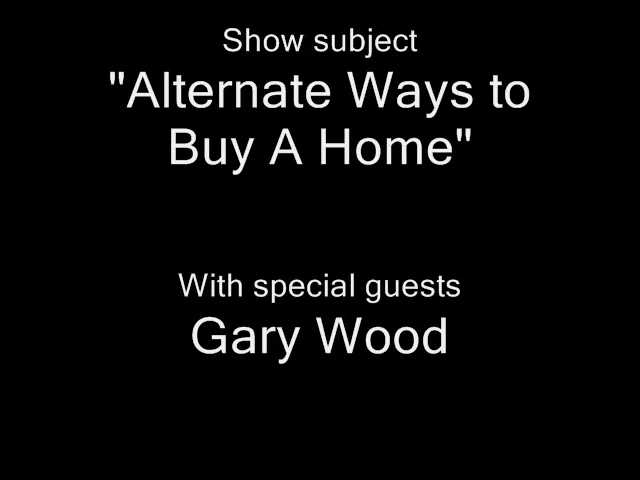 Show subject
"Alternate Ways to
Buy A Home"
With special guests
Gary Wood